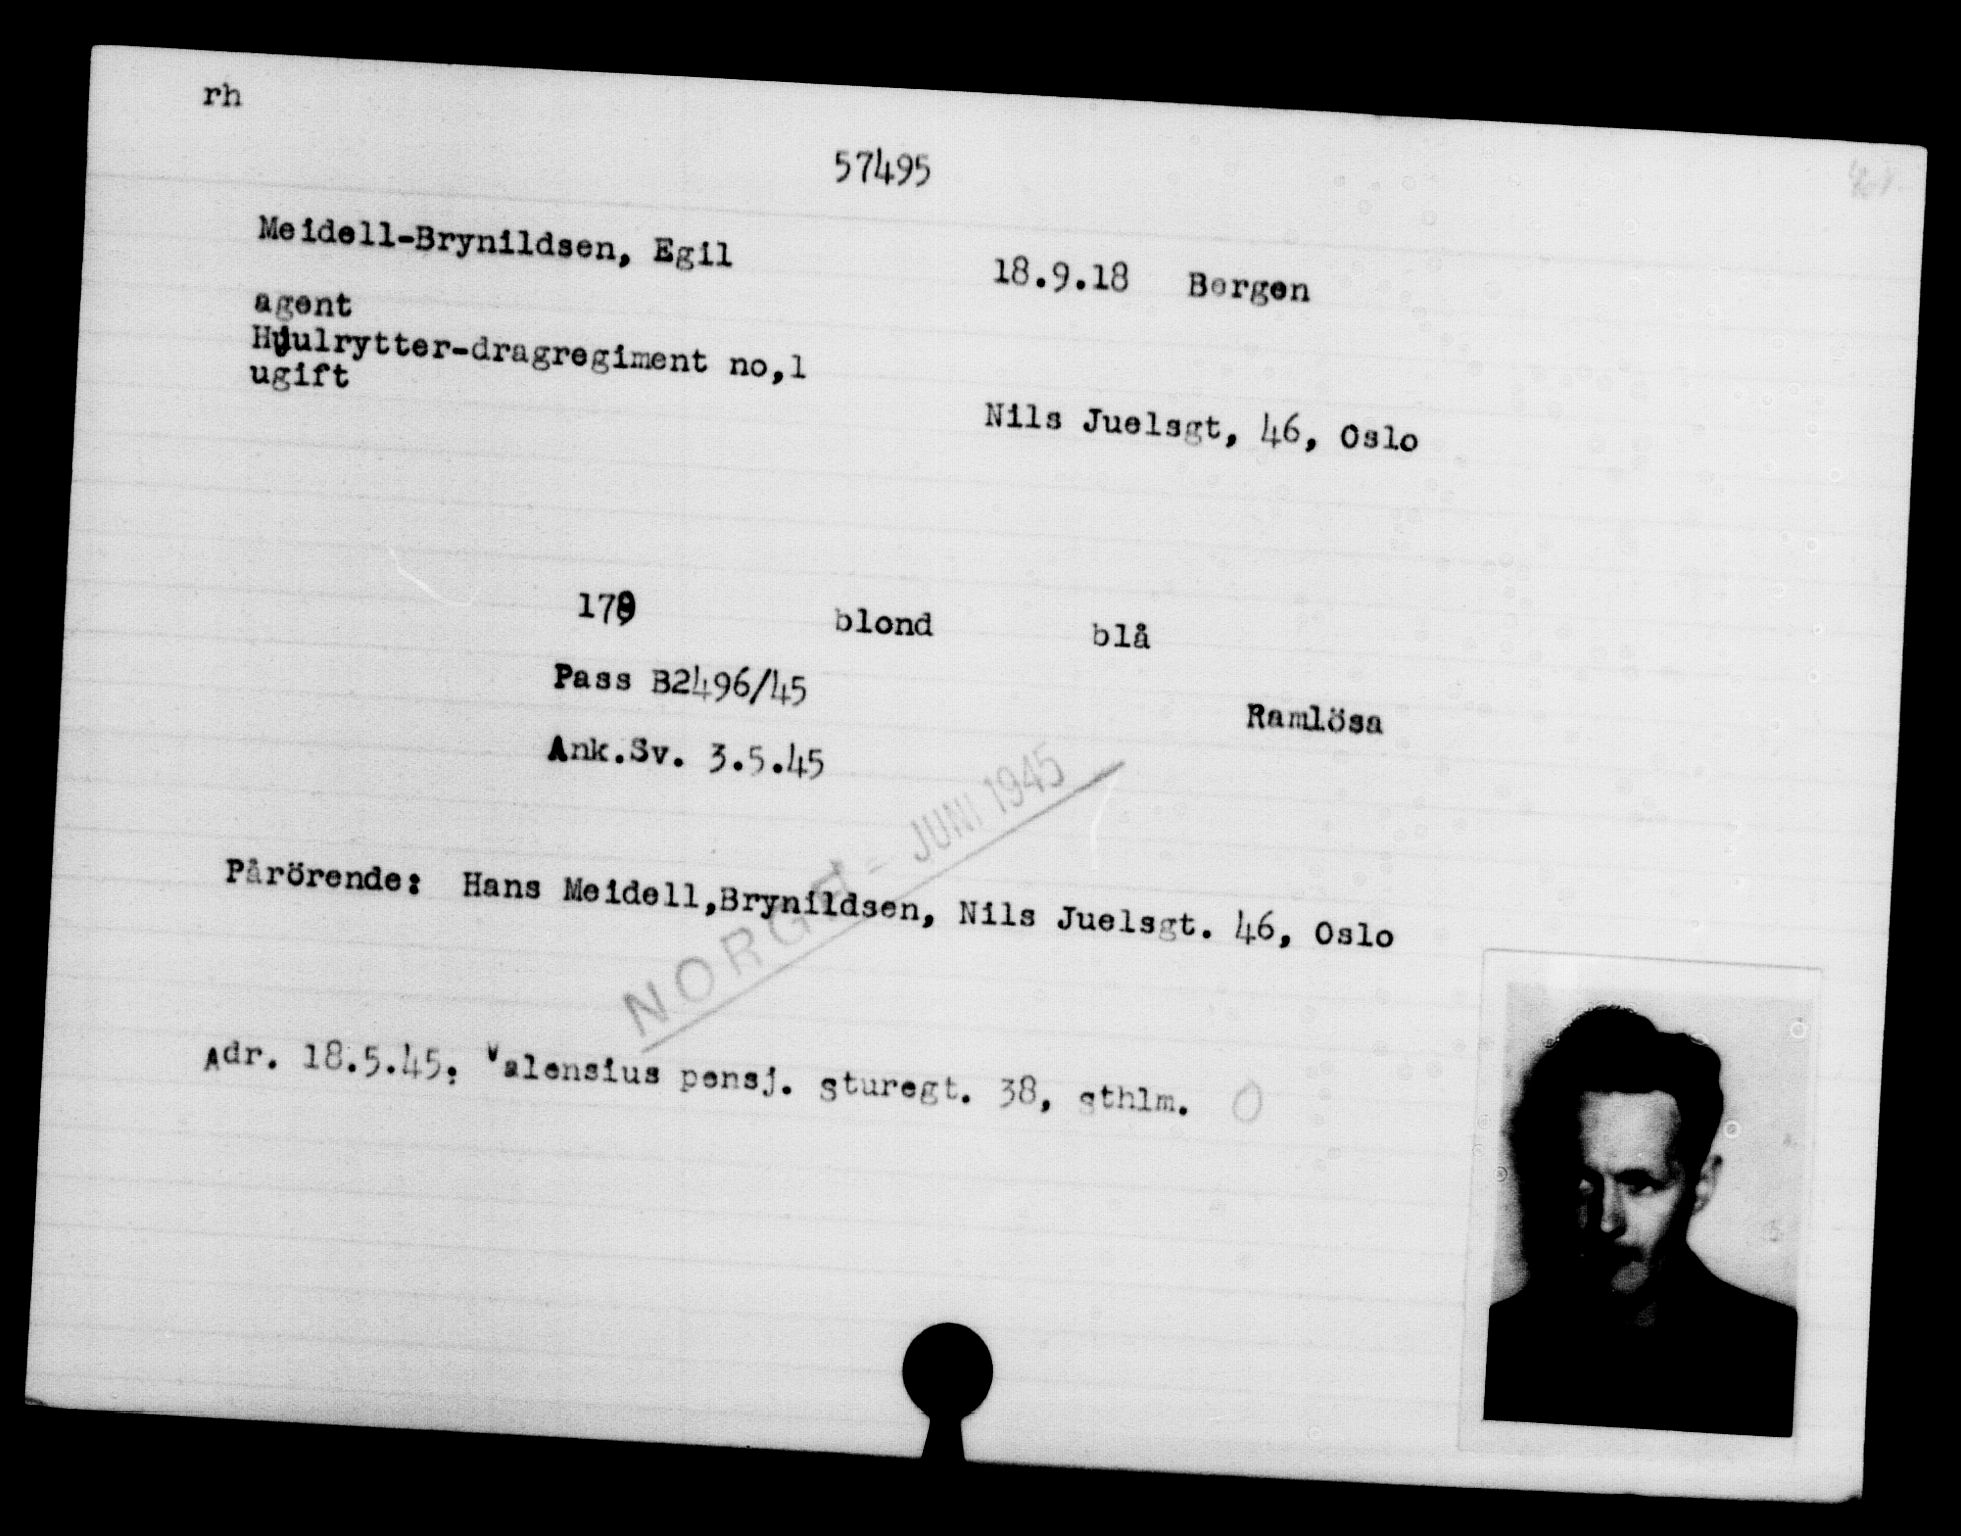 rh
57495
Meidell-Brynildsen, Egil
18.9.18 Bergen
agent
Hjulrytter-dragregiment no,1
ugift
Nils Juelsgt, 46, Oslo
179 blond blå
Pass B2496/45
Ramlösa
Ank.Sv. 3.5.45
NORGE - JUNI 1945
Pårörende: Hans Meidell,Brynildsen, Nils Juelsgt. 46, Oslo
Adr. 18.5.45: Valensius pensj. sturegt. 38, sthlm. O